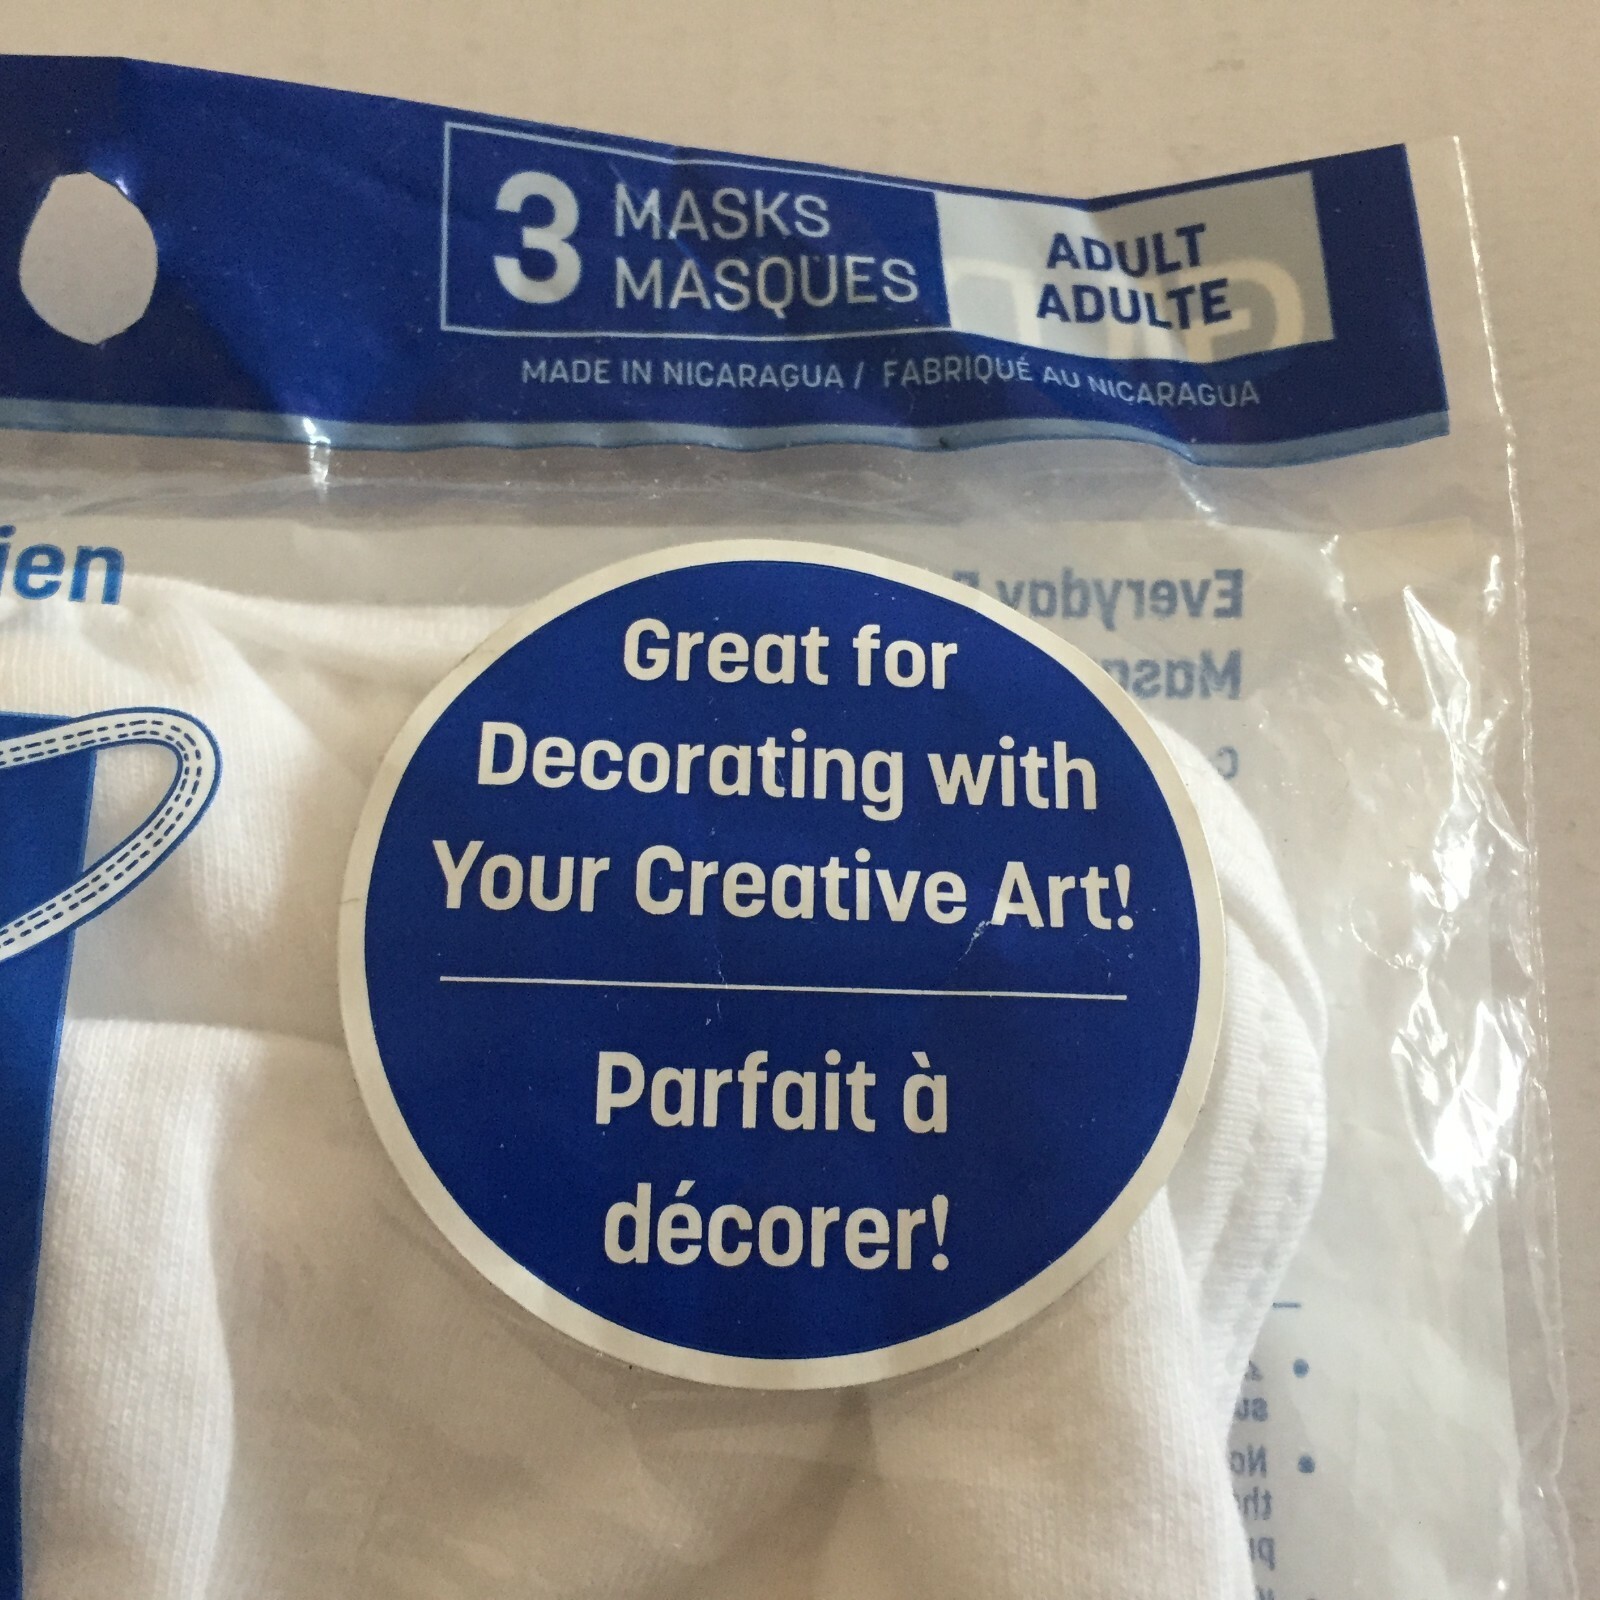 3 MASKS
MASQUES
ADULT
ADULTE
MADE IN NICARAGUA / FABRIQUÉ AU NICARAGUA
ien
Everyday
Great for
Decorating with
Your Creative Art!
Parfait à
décorer!